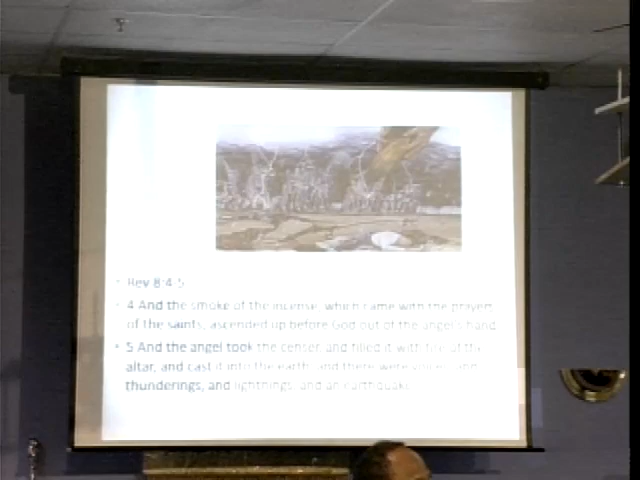 • Rev 8:4-5
• 4 And the smoke of the incense, which came with the prayers
of the saints, ascended up before God out of the angel's hand.
• 5 And the angel took the censer, and filled it with fire of the
altar, and cast it into the earth: and there were voices, and
thunderings, and lightnings, and an earthquake.